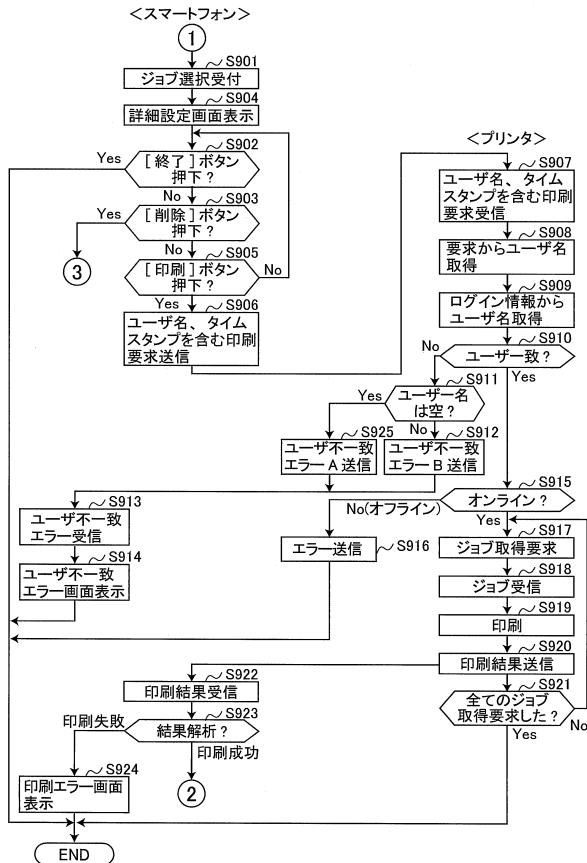 <スマートフォン>
1
S901
ジョブ選択受付
S904
詳細設定画面表示
S902
Yes
[終了]ボタン
押下？
No
S903
Yes
[削除]ボタン
押下？
3
No
S905
[印刷]ボタン
押下？
No
Yes
S906
ユーザ名、タイム
スタンプを含む印刷
要求送信
<プリンタ>
S907
ユーザ名、タイム
スタンプを含む印刷
要求受信
S908
要求からユーザ名
取得
S909
ログイン情報から
ユーザ名取得
S910
No
ユーザ一致？
Yes
S911
Yes
ユーザー名
は空？
No
S925
ユーザ不一致
エラーA送信
S912
ユーザ不一致
エラーB送信
S913
ユーザ不一致
エラー受信
S914
ユーザ不一致
エラー画面表示
S915
オンライン？
No(オフライン)
Yes
エラー送信
S916
S917
ジョブ取得要求
S918
ジョブ受信
S919
印刷
S920
印刷結果送信
S921
全てのジョブ
取得要求した？
No
Yes
S922
印刷結果受信
S923
印刷失敗
結果解析？
印刷成功
2
S924
印刷エラー画面
表示
END